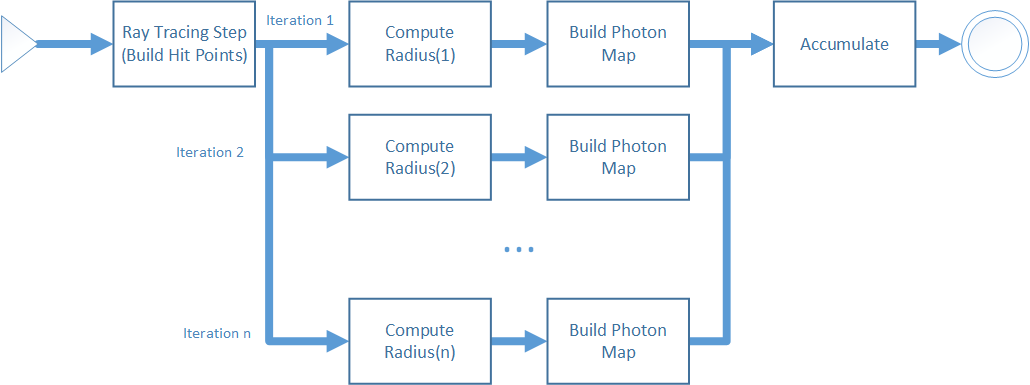 Iteration 1
Ray Tracing Step
(Build Hit Points)
Compute
Radius(1)
Build Photon
Map
Accumulate
Iteration 2
Compute
Radius(2)
Build Photon
Map
...
Iteration n
Compute
Radius(n)
Build Photon
Map